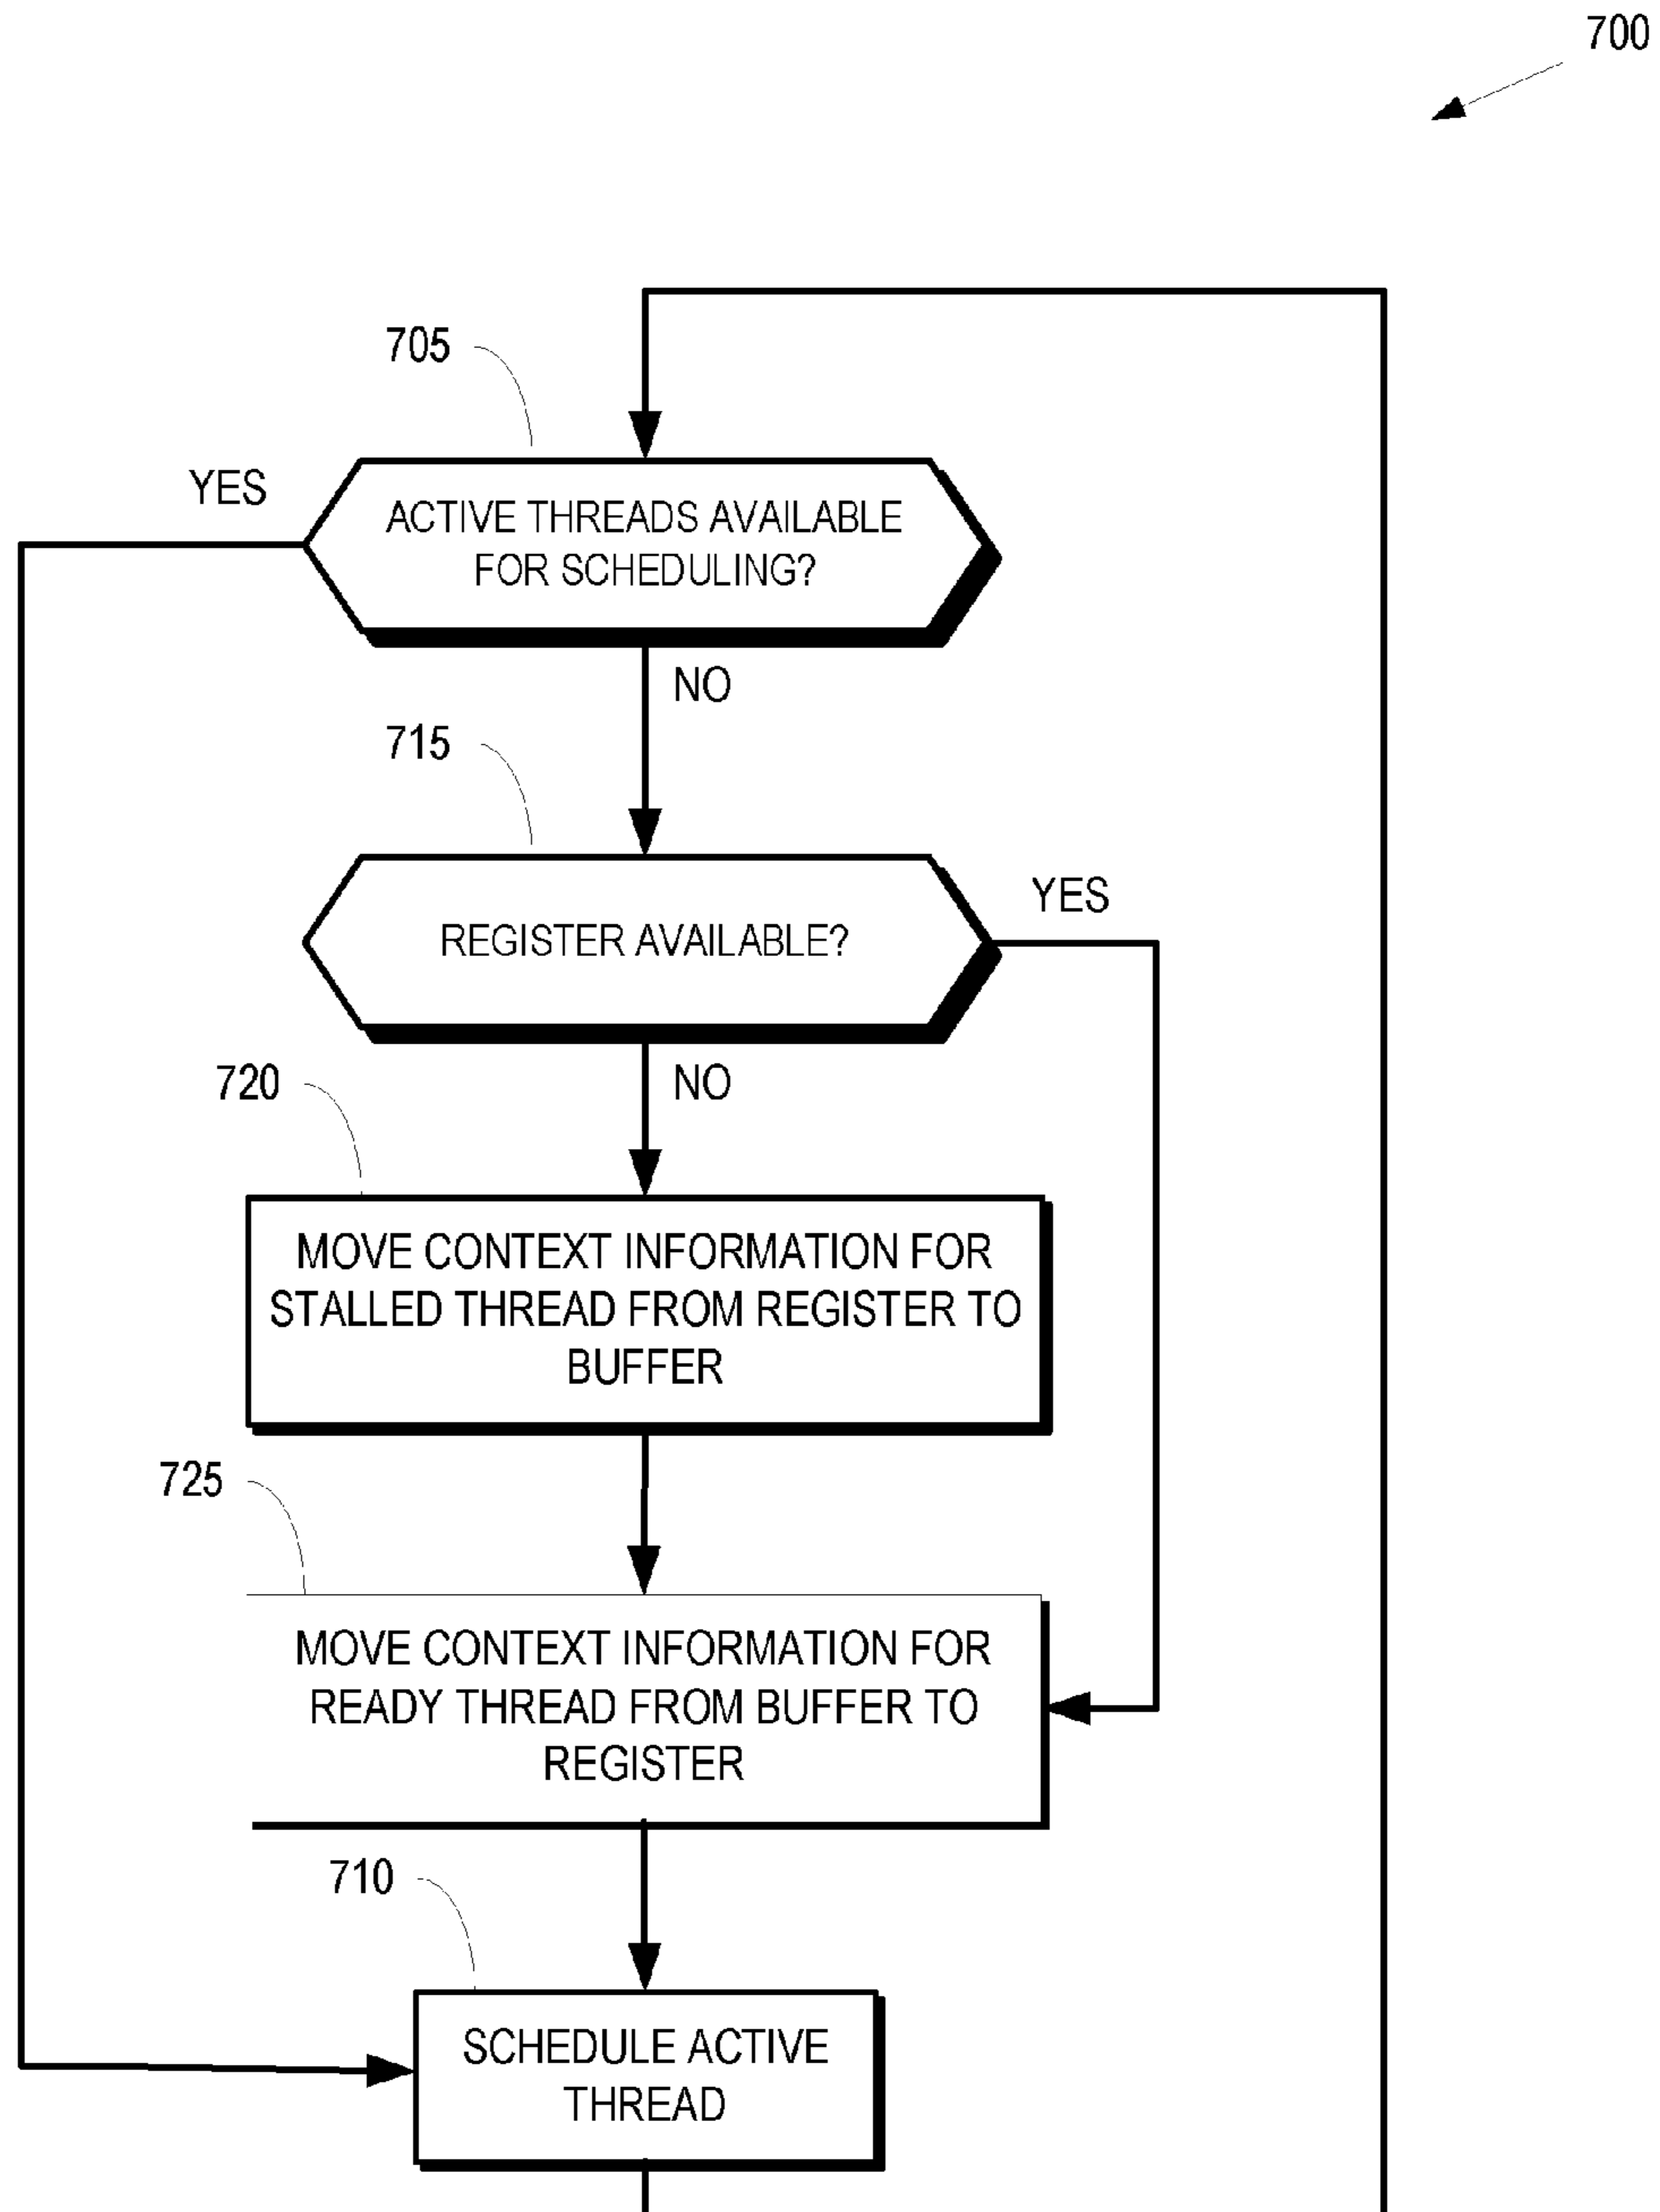 700
705
YES
ACTIVE THREADS AVAILABLE
FOR SCHEDULING?
NO
715
YES
REGISTER AVAILABLE?
720
NO
MOVE CONTEXT INFORMATION FOR
STALLED THREAD FROM REGISTER TO
BUFFER
725
MOVE CONTEXT INFORMATION FOR
READY THREAD FROM BUFFER TO
REGISTER
710
SCHEDULE ACTIVE
THREAD